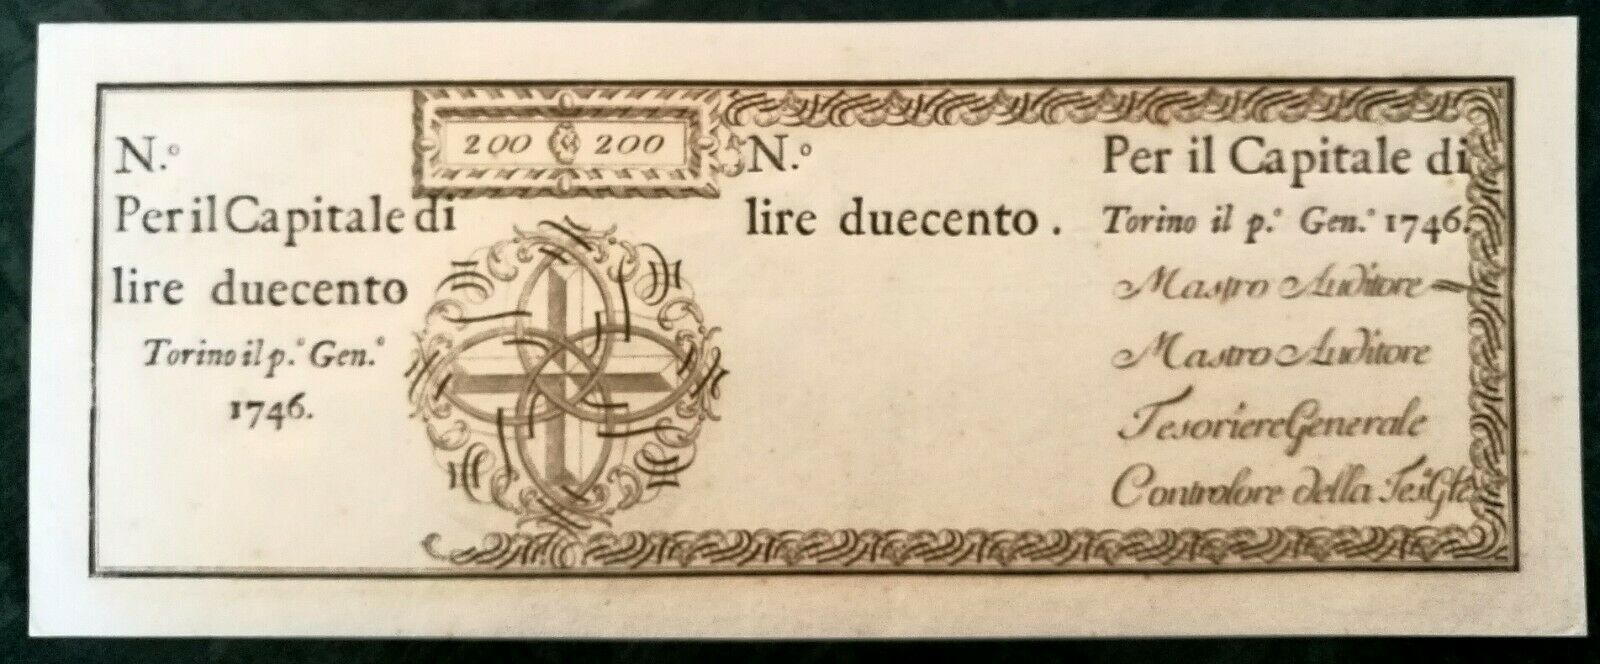 N.º
Per il Capitale di
lire duecento
Torino il p.º Gen.º
1746.
200 200
N.º
lire duecento .
Per il Capitale di
Torino il p.º Gen.º 1746.
Mastro Auditore
Mastro Auditore
Tesoriere Generale
Controlore della Tes.ª Gle